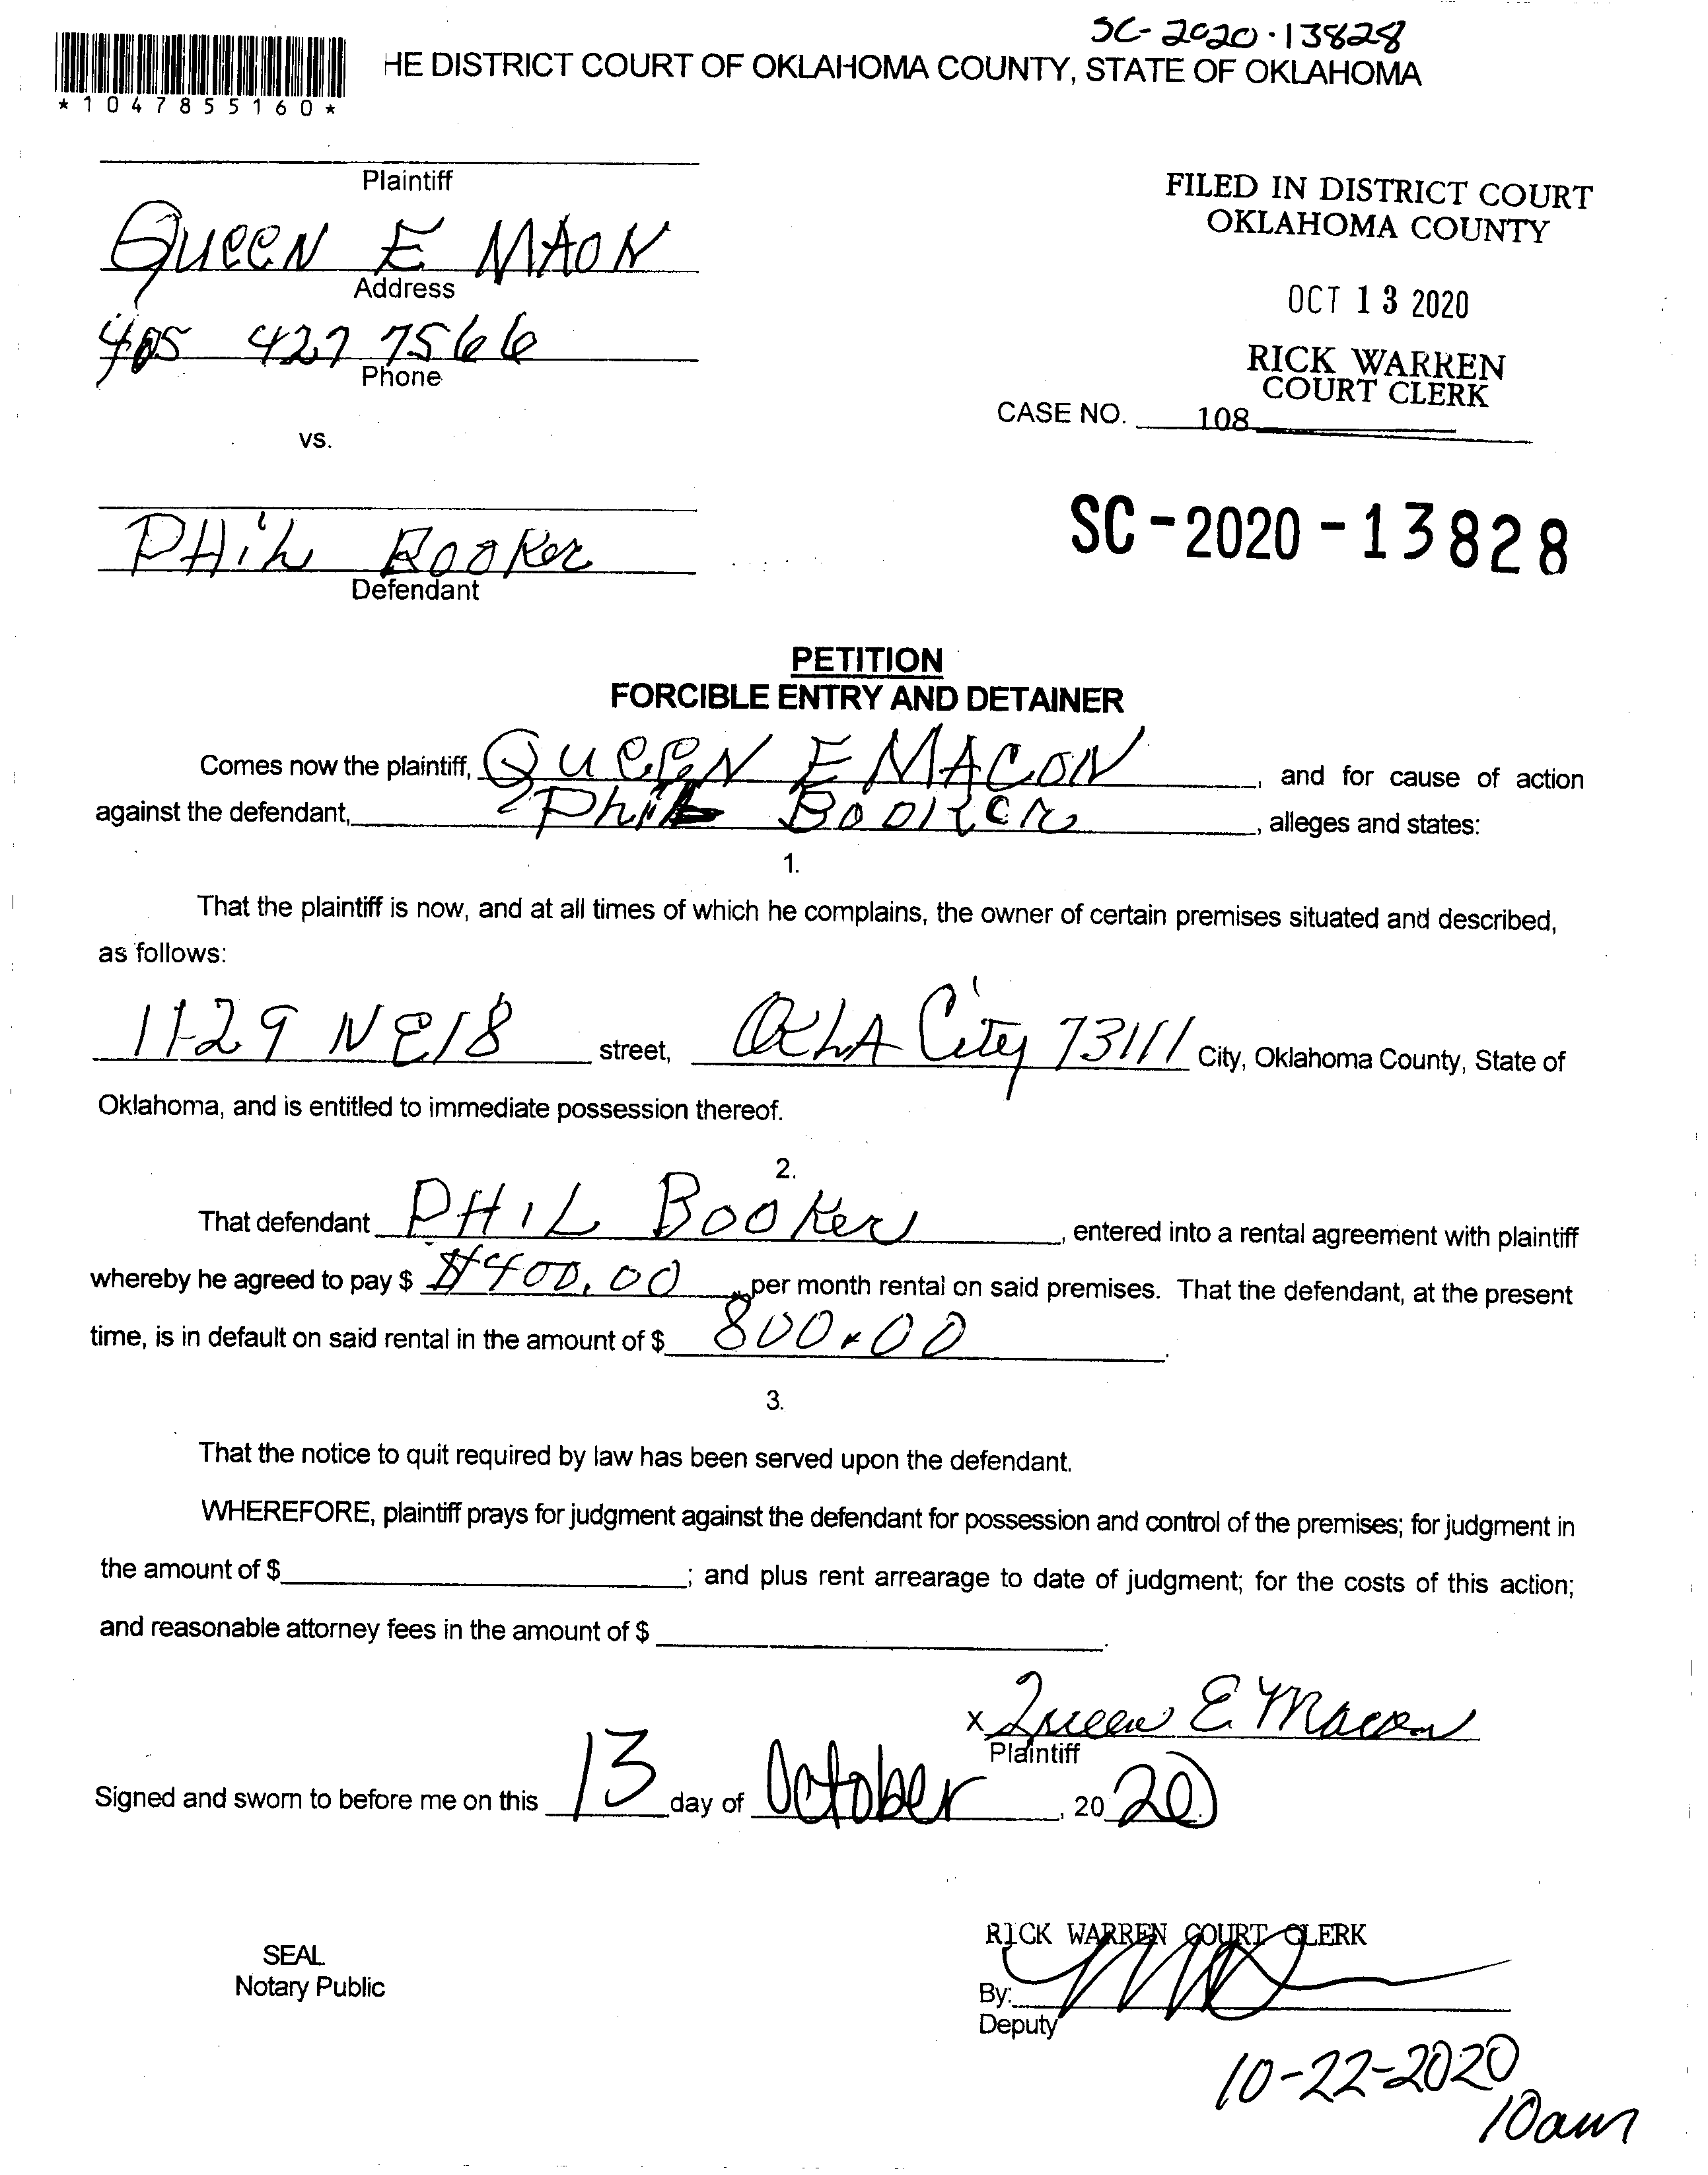 SC-2020-13828
HE DISTRICT COURT OF OKLAHOMA COUNTY, STATE OF OKLAHOMA
*1047855160*
Plaintiff
QUEEN E MAON
Address
405 427 7566
Phone
vs.
PHIL BOOKer
Defendant
FILED IN DISTRICT COURT
OKLAHOMA COUNTY
OCT 13 2020
RICK WARREN
COURT CLERK
CASE NO. 108
SC-2020-13828
PETITION
FORCIBLE ENTRY AND DETAINER
Comes now the plaintiff, QUEEN E MACON, and for cause of action
against the defendant, Phil BOOKER, alleges and states:
1.
That the plaintiff is now, and at all times of which he complains, the owner of certain premises situated and described,
as follows:
1129 NE 18 street, OKLA City 73111 City, Oklahoma County, State of
Oklahoma, and is entitled to immediate possession thereof.
2.
That defendant PHIL BOOKer, entered into a rental agreement with plaintiff
whereby he agreed to pay $ $400.00 per month rental on said premises. That the defendant, at the present
time, is in default on said rental in the amount of $ 800.00.
3.
That the notice to quit required by law has been served upon the defendant.
WHEREFORE, plaintiff prays for judgment against the defendant for possession and control of the premises; for judgment in
the amount of $ ; and plus rent arrearage to date of judgment; for the costs of this action;
and reasonable attorney fees in the amount of $ .
x Queen E Macon
Plaintiff
Signed and sworn to before me on this 13 day of October, 20 20
SEAL
Notary Public
RICK WARREN COURT CLERK
By:
Deputy
10-22-2020
10am